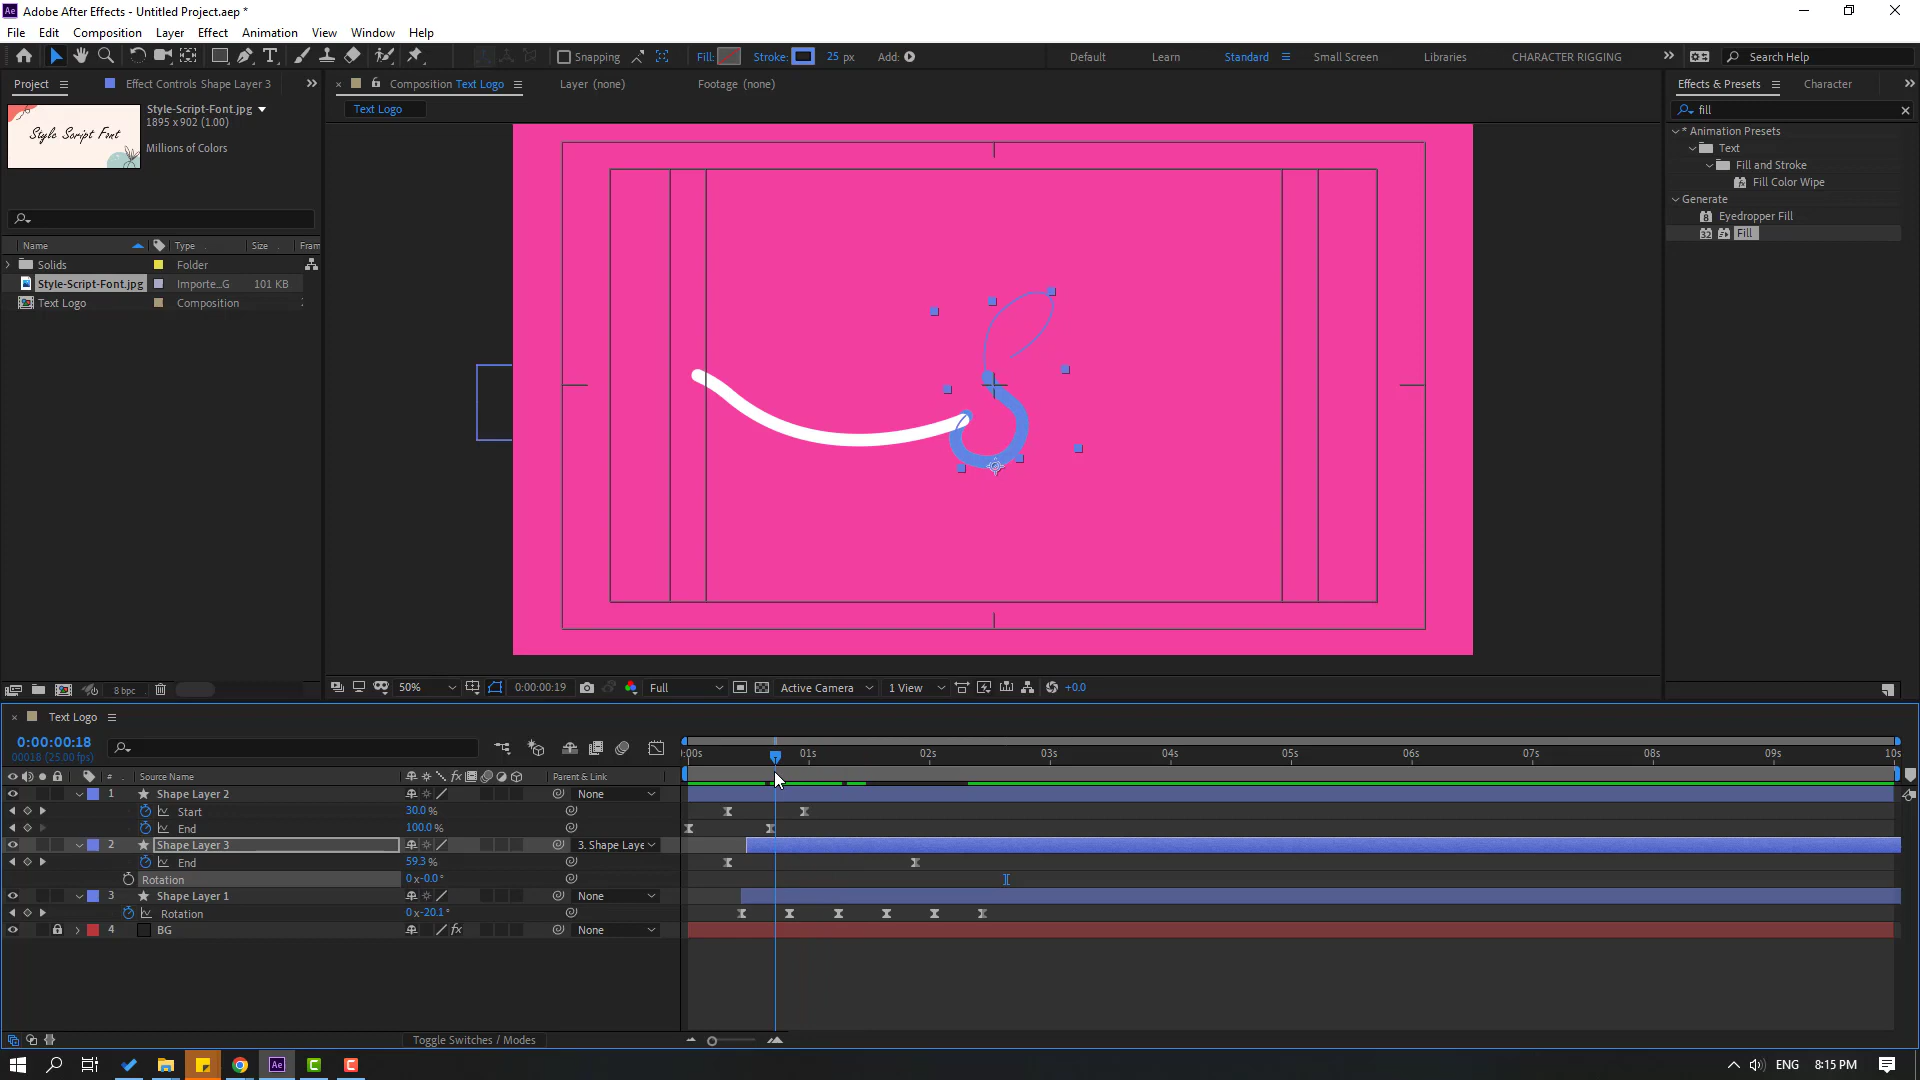 Adobe After Effects - Untitled Project.aep *
File Edit Composition Layer Effect Animation View Window Help
Snapping Fill: Stroke: 25 px Add: Default Learn Standard Small Screen Libraries CHARACTER RIGGING Search Help
Project Effect Controls Shape Layer 3 Composition Text Logo Layer (none) Footage (none) Effects & Presets Character
Style-Script-Font.jpg
1895 x 902 (1.00)
Millions of Colors
Style Script Font
Text Logo
fill
* Animation Presets
Text
Fill and Stroke
Fill Color Wipe
Generate
Eyedropper Fill
32 Fill
Name Type Size Fram
Solids Folder
Style-Script-Font.jpg Importe...G 101 KB
Text Logo Composition
8 bpc 50% 0:00:00:19 Full Active Camera 1 View +0.0
Text Logo
0:00:00:18
00018 (25.00 fps)
:00s 01s 02s 03s 04s 05s 06s 07s 08s 09s 10s
# Source Name Parent & Link
1 Shape Layer 2 None
Start 30.0 %
End 100.0 %
2 Shape Layer 3 3. Shape Laye
End 59.3 %
Rotation 0 x -0.0 °
3 Shape Layer 1 None
Rotation 0 x -20.1 °
4 BG None
Toggle Switches / Modes
ENG 8:15 PM